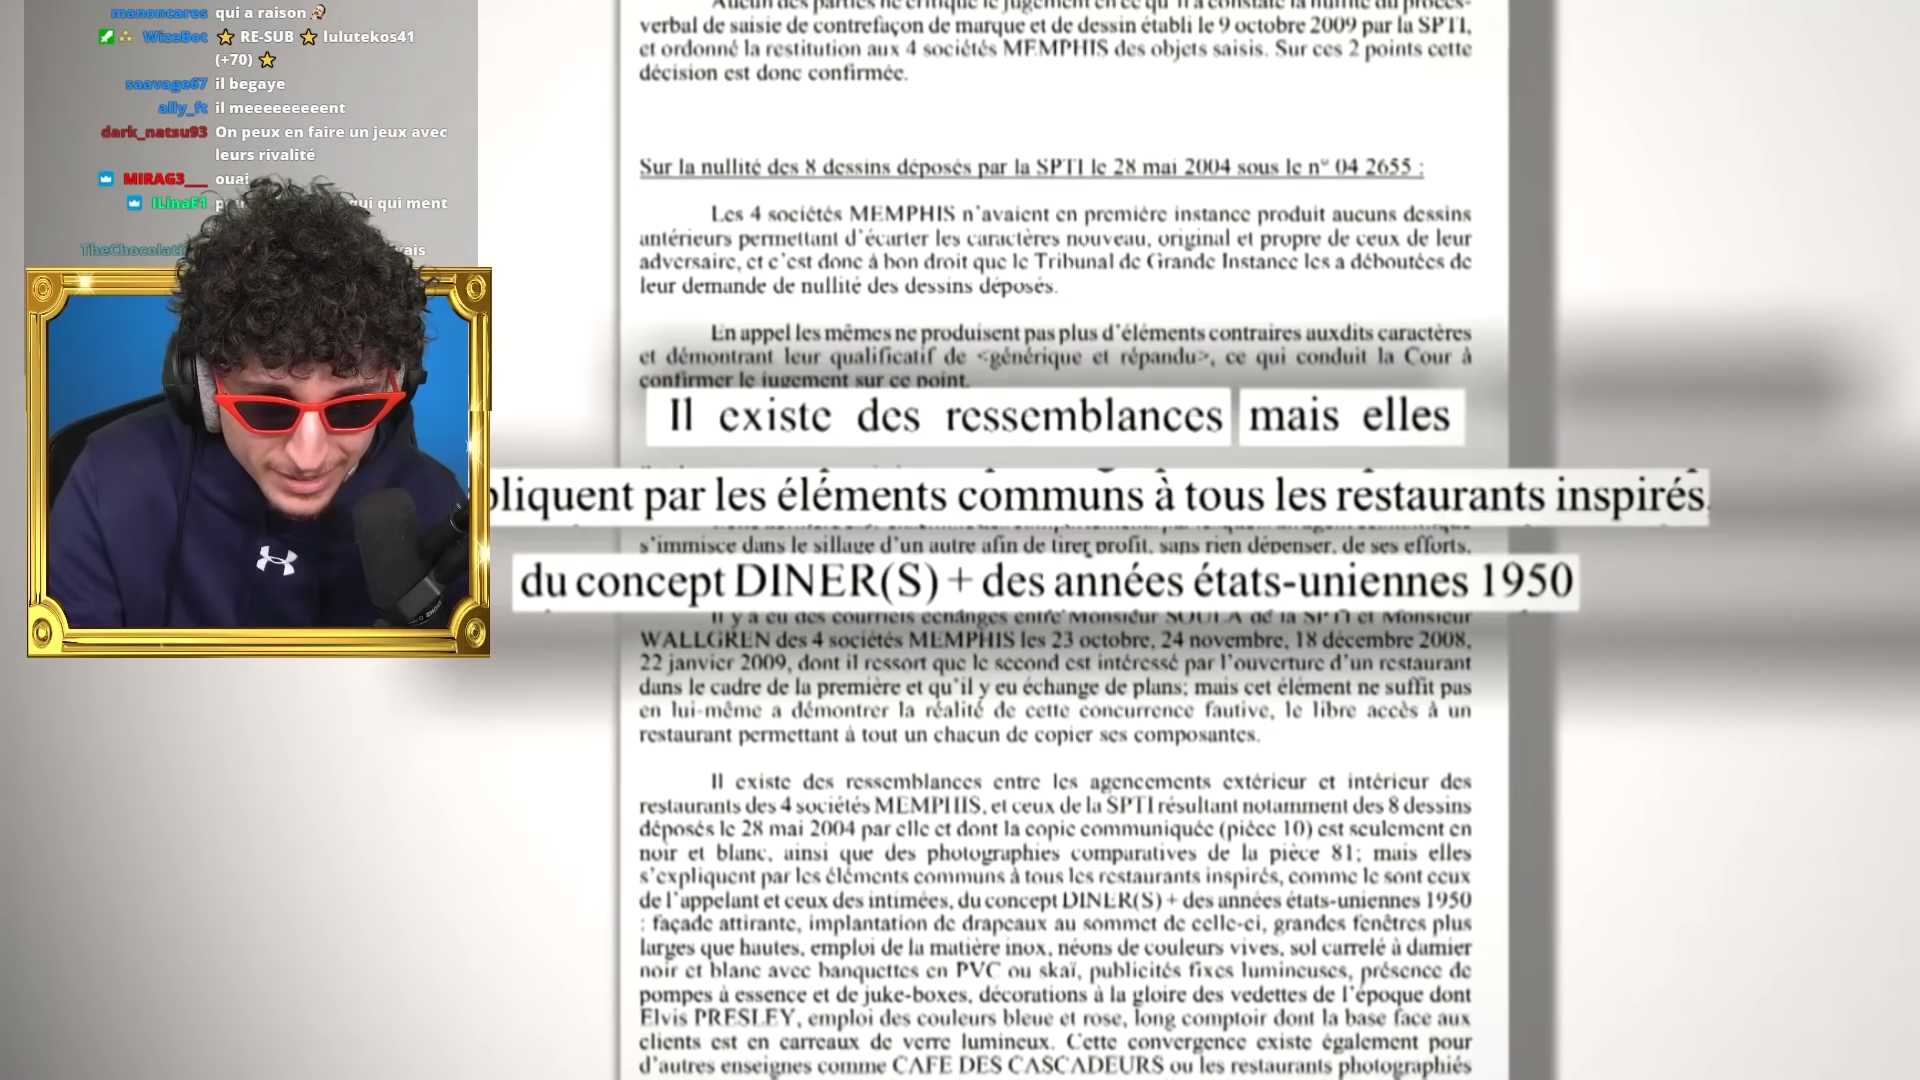 manoncares qui a raison
WizeBot RE-SUB lulutekos41
(+70)
saavage67 il begaye
ally_ft il meeeeeeeeent
dark_natsu93 On peux en faire un jeux avec
leurs rivalité
MIRAG3___ ouai
ILinaE1 qui qui ment
verbal de saisie de contrefaçon de marque et de dessin établi le 9 octobre 2009 par la SPTI,
et ordonné la restitution aux 4 sociétés MEMPHIS des objets saisis. Sur ces 2 points cette
décision est donc confirmée.
Sur la nullité des 8 dessins déposés par la SPTI le 28 mai 2004 sous le n° 04 2655 :
Les 4 sociétés MEMPHIS n'avaient en première instance produit aucuns dessins
antérieurs permettant d'écarter les caractères nouveau, original et propre de ceux de leur
adversaire, et c'est donc à bon droit que le Tribunal de Grande Instance les a déboutées de
leur demande de nullité des dessins déposés.
En appel les mêmes ne produisent pas plus d'éléments contraires auxdits caractères
et démontrant leur qualificatif de <générique et répandu>, ce qui conduit la Cour à
confirmer le jugement sur ce point.
Il existe des ressemblances mais elles
pliquent par les éléments communs à tous les restaurants inspirés
s'immisce dans le sillage d'un autre afin de tirer profit, sans rien dépenser, de ses efforts,
du concept DINER(S) + des années états-uniennes 1950
Il y a eu des courriels échangés entre Monsieur SOULA de la SPTI et Monsieur
WALLGREN des 4 sociétés MEMPHIS les 23 octobre, 24 novembre, 18 décembre 2008,
22 janvier 2009, dont il ressort que le second est intéressé par l'ouverture d'un restaurant
dans le cadre de la première et qu'il y eu échange de plans; mais cet élément ne suffit pas
en lui-même a démontrer la réalité de cette concurrence fautive, le libre accès à un
restaurant permettant à tout un chacun de copier ses composantes.
Il existe des ressemblances entre les agencements extérieur et intérieur des
restaurants des 4 sociétés MEMPHIS, et ceux de la SPTI résultant notamment des 8 dessins
déposés le 28 mai 2004 par elle et dont la copie communiquée (pièce 10) est seulement en
noir et blanc, ainsi que des photographies comparatives de la pièce 81; mais elles
s'expliquent par les éléments communs à tous les restaurants inspirés, comme le sont ceux
de l'appelant et ceux des intimées, du concept DINER(S) + des années états-uniennes 1950
: façade attirante, implantation de drapeaux au sommet de celle-ci, grandes fenêtres plus
larges que hautes, emploi de la matière inox, néons de couleurs vives, sol carrelé à damier
noir et blanc avec banquettes en PVC ou skaï, publicités fixes lumineuses, présence de
pompes à essence et de juke-boxes, décorations à la gloire des vedettes de l'époque dont
Elvis PRESLEY, emploi des couleurs bleue et rose, long comptoir dont la base face aux
clients est en carreaux de verre lumineux. Cette convergence existe également pour
d'autres enseignes comme CAFE DES CASCADEURS ou les restaurants photographiés